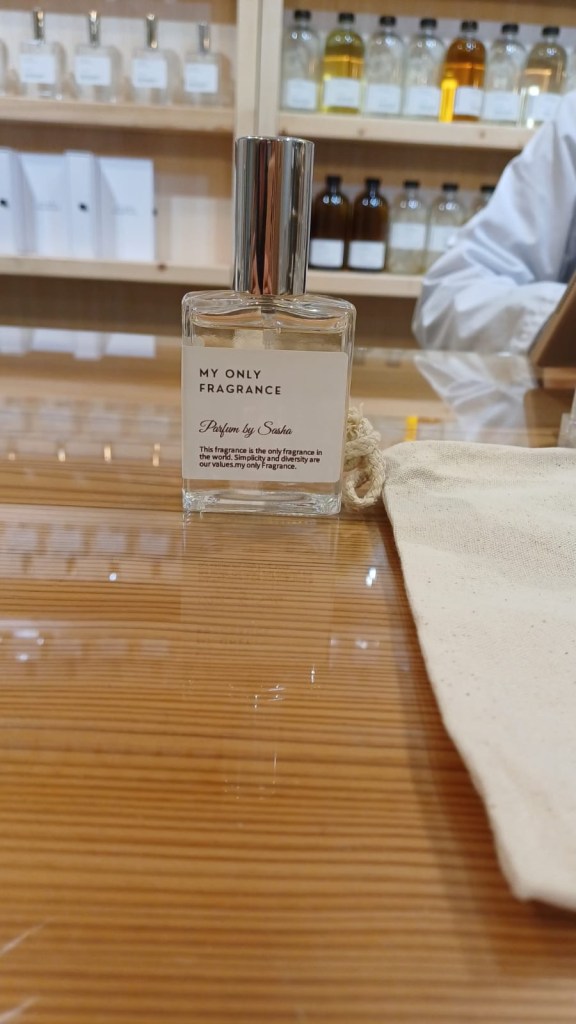 MY ONLY
FRAGRANCE
Parfum by Sasha
This fragrance is the only fragrance in
the world. Simplicity and diversity are
our values.my only Fragrance.